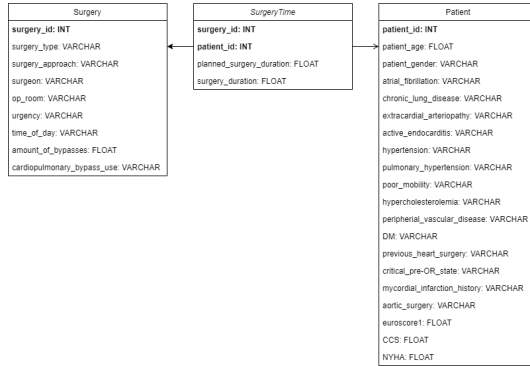 Surgery
surgery_id: INT
surgery_type: VARCHAR
surgery_approach: VARCHAR
surgeon: VARCHAR
op_room: VARCHAR
urgency: VARCHAR
time_of_day: VARCHAR
amount_of_bypasses: FLOAT
cardiopulmonary_bypass_use: VARCHAR
SurgeryTime
surgery_id: INT
patient_id: INT
planned_surgery_duration: FLOAT
surgery_duration: FLOAT
Patient
patient_id: INT
patient_age: FLOAT
patient_gender: VARCHAR
atrial_fibrillation: VARCHAR
chronic_lung_disease: VARCHAR
extracardial_arteriopathy: VARCHAR
active_endocarditis: VARCHAR
hypertension: VARCHAR
pulmonary_hypertension: VARCHAR
poor_mobility: VARCHAR
hypercholesterolemia: VARCHAR
peripherial_vascular_disease: VARCHAR
DM: VARCHAR
previous_heart_surgery: VARCHAR
critical_pre-OR_state: VARCHAR
mycordial_infarction_history: VARCHAR
aortic_surgery: VARCHAR
euroscore1: FLOAT
CCS: FLOAT
NYHA: FLOAT